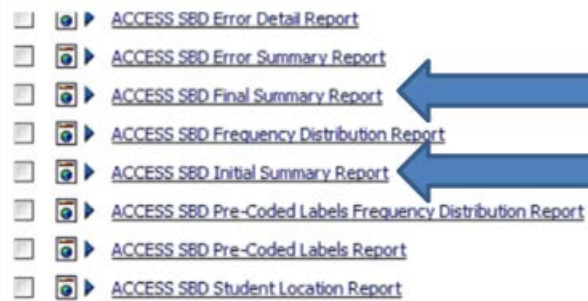 ACCESS SBD Error Detail Report
ACCESS SBD Error Summary Report
ACCESS SBD Final Summary Report
ACCESS SBD Frequency Distribution Report
ACCESS SBD Initial Summary Report
ACCESS SBD Pre-Coded Labels Frequency Distribution Report
ACCESS SBD Pre-Coded Labels Report
ACCESS SBD Student Location Report